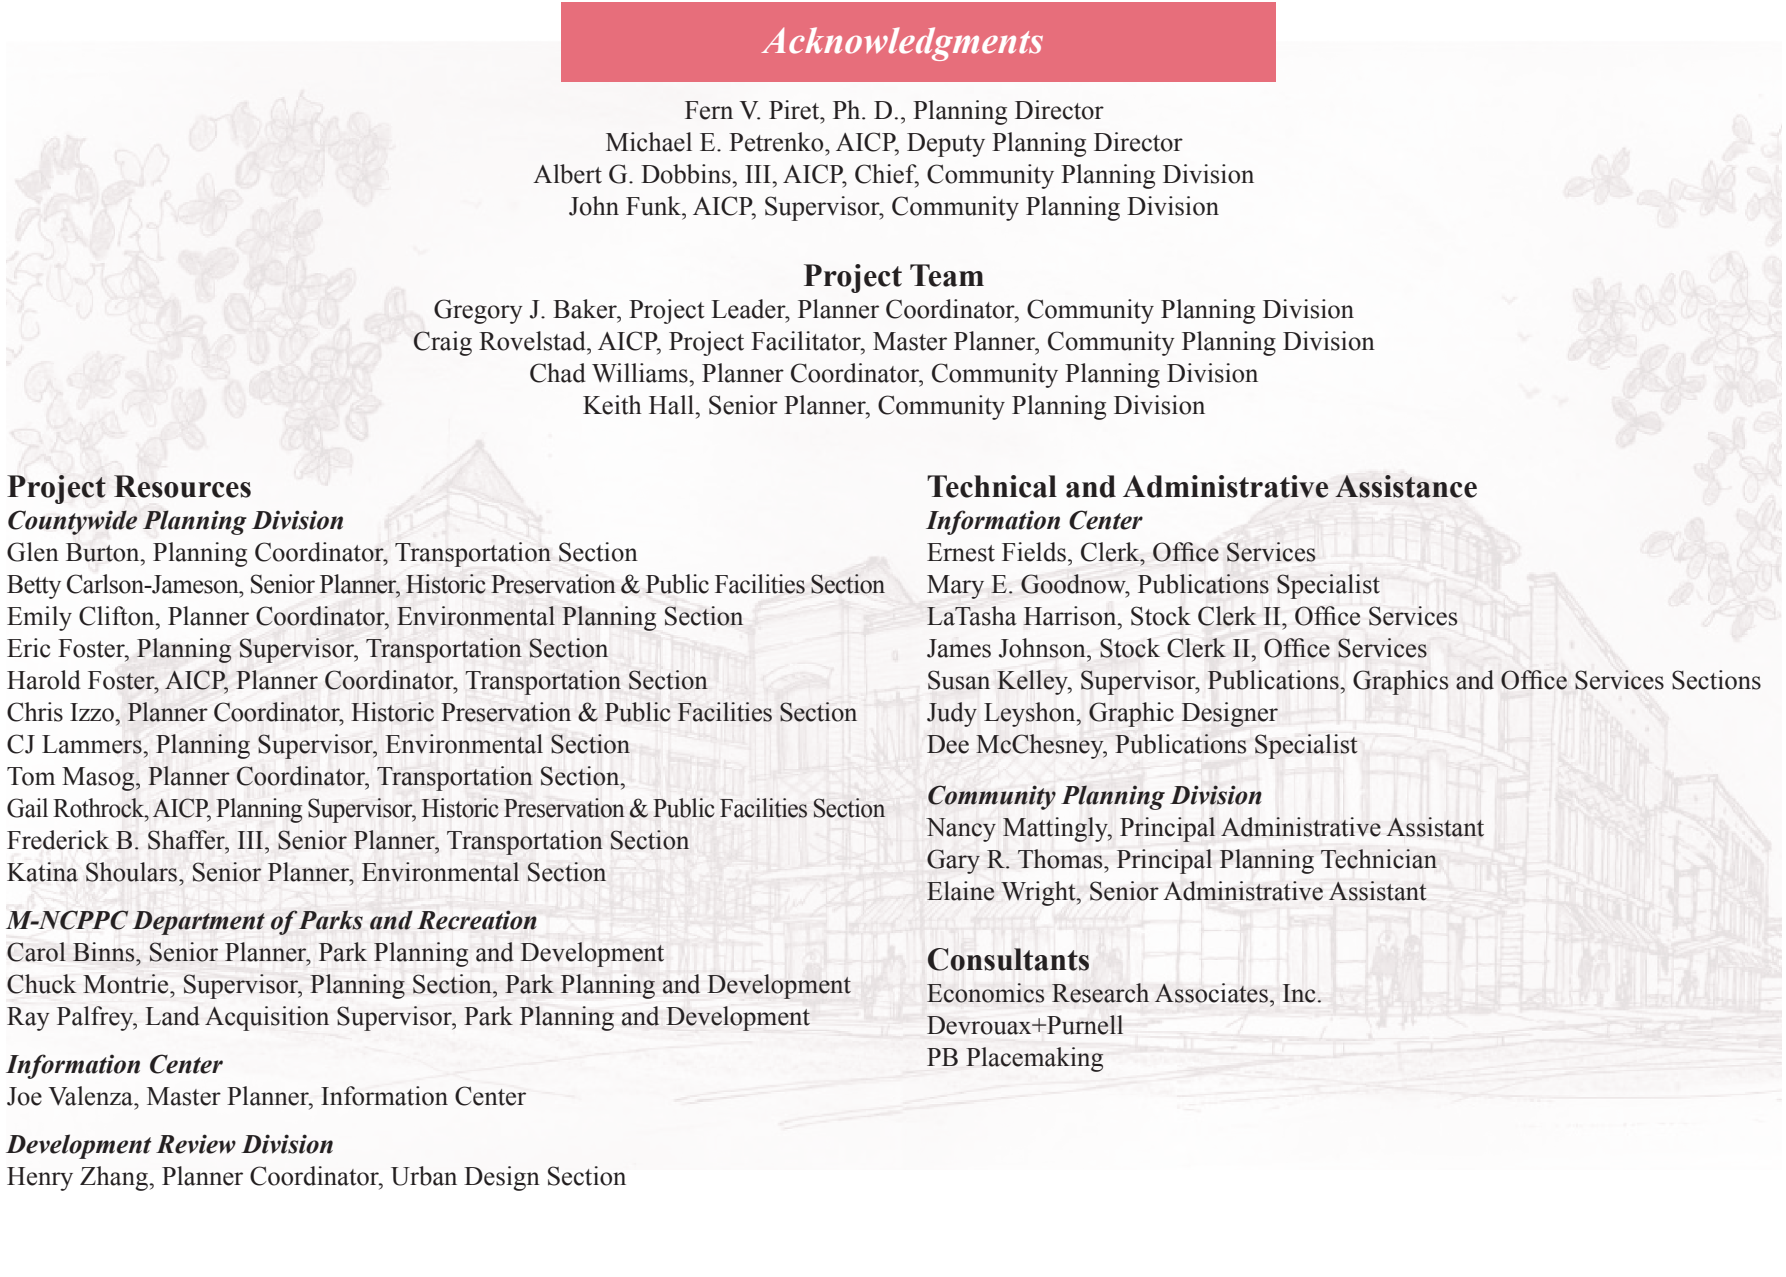 Acknowledgments
Fern V. Piret, Ph. D., Planning Director
Michael E. Petrenko, AICP, Deputy Planning Director
Albert G. Dobbins, III, AICP, Chief, Community Planning Division
John Funk, AICP, Supervisor, Community Planning Division
Project Team
Gregory J. Baker, Project Leader, Planner Coordinator, Community Planning Division
Craig Rovelstad, AICP, Project Facilitator, Master Planner, Community Planning Division
Chad Williams, Planner Coordinator, Community Planning Division
Keith Hall, Senior Planner, Community Planning Division
Project Resources
Countywide Planning Division
Glen Burton, Planning Coordinator, Transportation Section
Betty Carlson-Jameson, Senior Planner, Historic Preservation & Public Facilities Section
Emily Clifton, Planner Coordinator, Environmental Planning Section
Eric Foster, Planning Supervisor, Transportation Section
Harold Foster, AICP, Planner Coordinator, Transportation Section
Chris Izzo, Planner Coordinator, Historic Preservation & Public Facilities Section
CJ Lammers, Planning Supervisor, Environmental Section
Tom Masog, Planner Coordinator, Transportation Section,
Gail Rothrock, AICP, Planning Supervisor, Historic Preservation & Public Facilities Section
Frederick B. Shaffer, III, Senior Planner, Transportation Section
Katina Shoulars, Senior Planner, Environmental Section
M-NCPPC Department of Parks and Recreation
Carol Binns, Senior Planner, Park Planning and Development
Chuck Montrie, Supervisor, Planning Section, Park Planning and Development
Ray Palfrey, Land Acquisition Supervisor, Park Planning and Development
Information Center
Joe Valenza, Master Planner, Information Center
Development Review Division
Henry Zhang, Planner Coordinator, Urban Design Section
Technical and Administrative Assistance
Information Center
Ernest Fields, Clerk, Office Services
Mary E. Goodnow, Publications Specialist
LaTasha Harrison, Stock Clerk II, Office Services
James Johnson, Stock Clerk II, Office Services
Susan Kelley, Supervisor, Publications, Graphics and Office Services Sections
Judy Leyshon, Graphic Designer
Dee McChesney, Publications Specialist
Community Planning Division
Nancy Mattingly, Principal Administrative Assistant
Gary R. Thomas, Principal Planning Technician
Elaine Wright, Senior Administrative Assistant
Consultants
Economics Research Associates, Inc.
Devrouax+Purnell
PB Placemaking